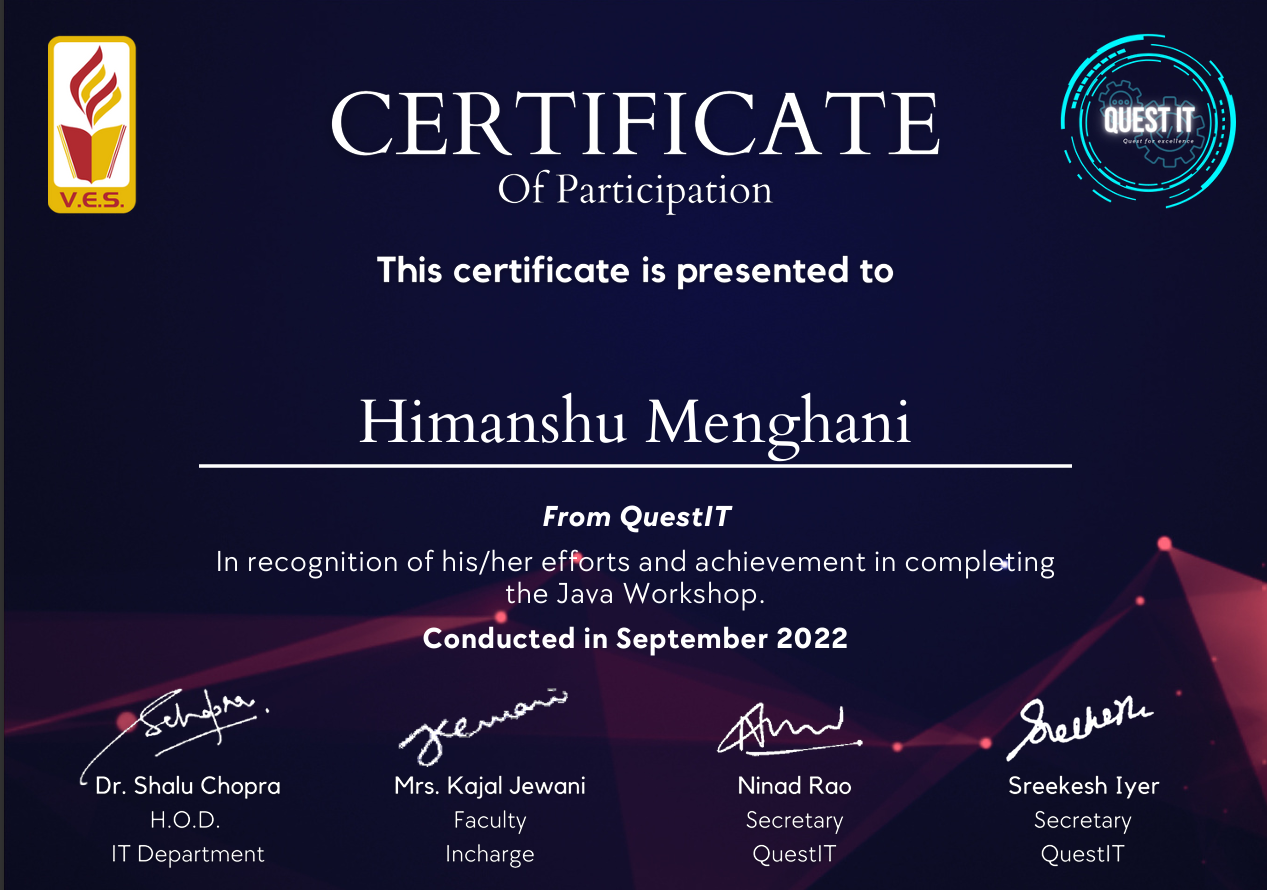 V.E.S.
QUEST IT
Quest for excellence
CERTIFICATE
Of Participation
This certificate is presented to
Himanshu Menghani
From QuestIT
In recognition of his/her efforts and achievement in completing
the Java Workshop.
Conducted in September 2022
Dr. Shalu Chopra
H.O.D.
IT Department
Mrs. Kajal Jewani
Faculty
Incharge
Ninad Rao
Secretary
QuestIT
Sreekesh Iyer
Secretary
QuestIT